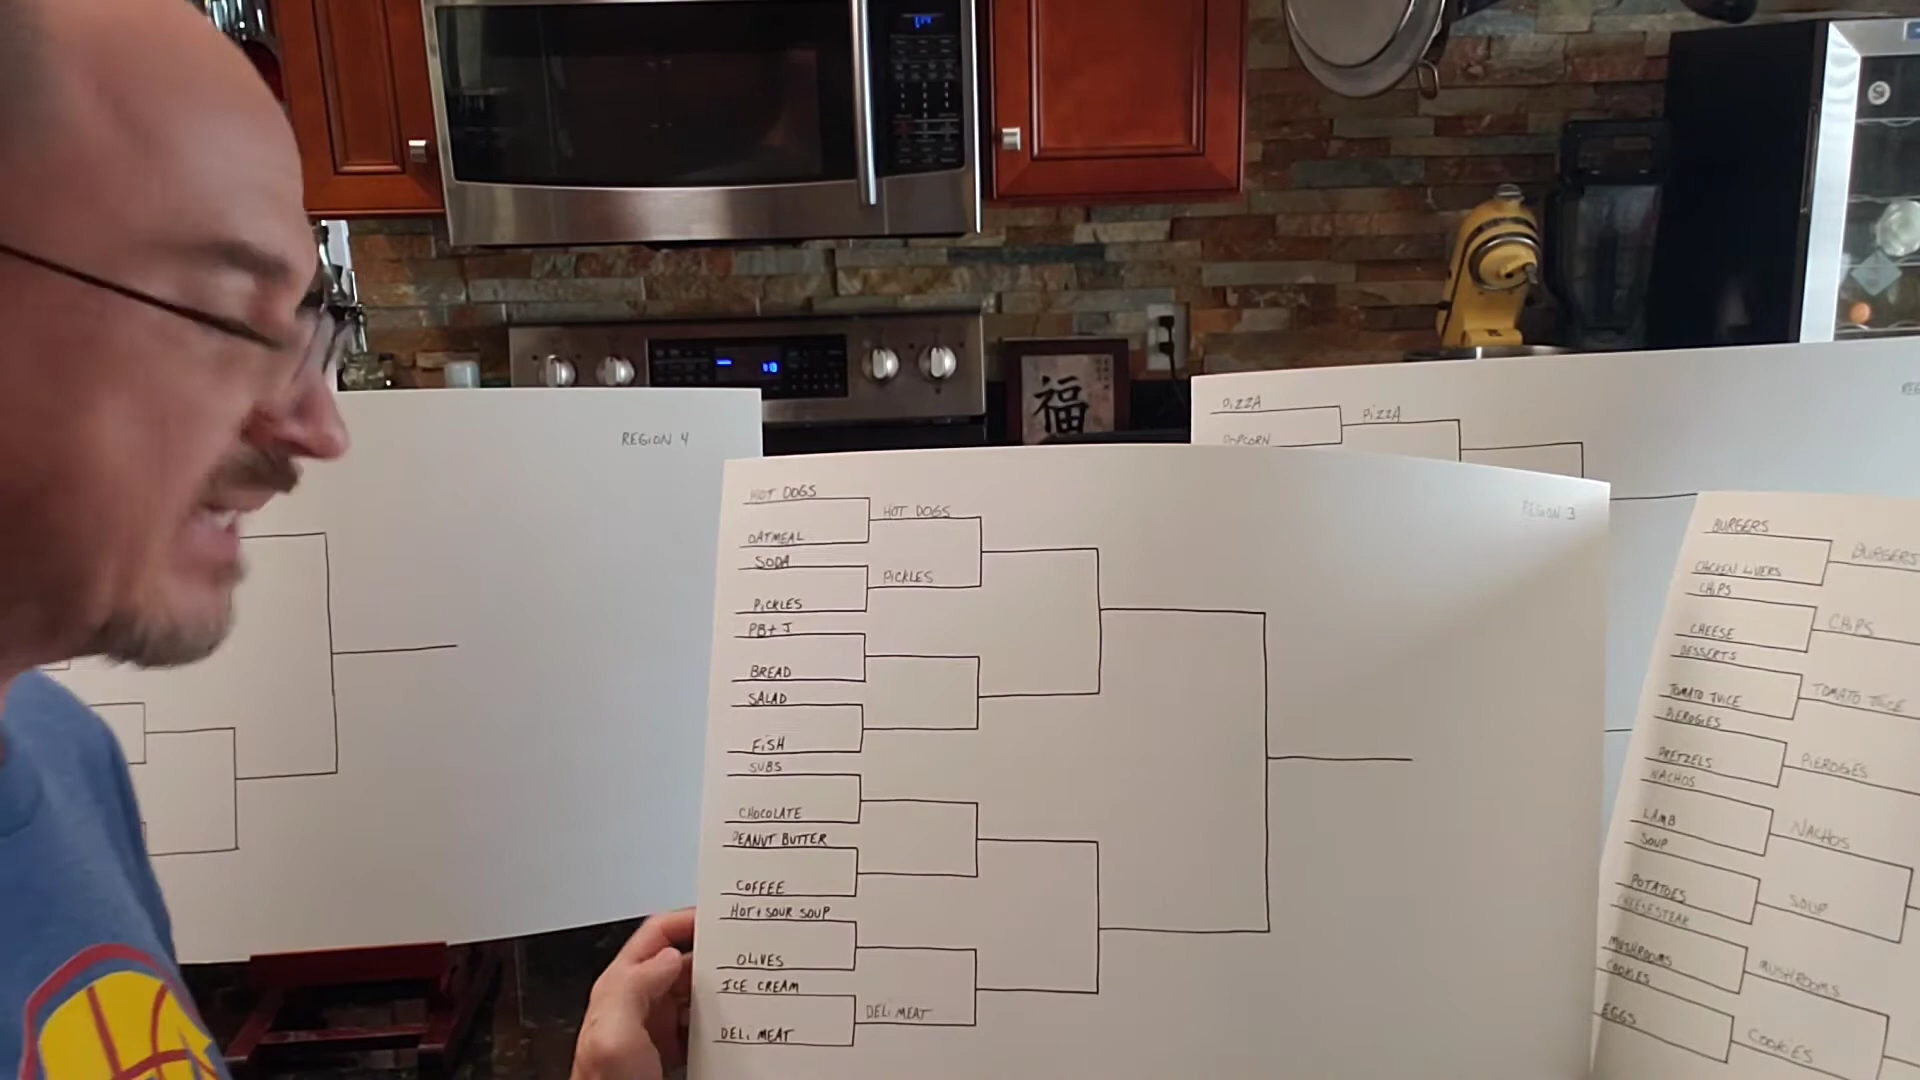 REGION 4
福
PIZZA
POPCORN
PIZZA
HOT DOGS
OATMEAL
SODA
PICKLES
PB+J
BREAD
SALAD
FISH
SUBS
CHOCOLATE
PEANUT BUTTER
COFFEE
HOT + SOUR SOUP
OLIVES
ICE CREAM
DELI MEAT
HOT DOGS
PICKLES
DELI MEAT
REGION 3
BURGERS
CHICKEN LIVERS
CHIPS
CHEESE
DESSERTS
TOMATO JUICE
PIEROGIES
PRETZELS
NACHOS
LAMB
SOUP
POTATOES
CHEESESTEAK
MUSHROOMS
COOKIES
EGGS
BURGERS
CHIPS
TOMATO JUICE
PIEROGIES
NACHOS
SOUP
MUSHROOMS
COOKIES